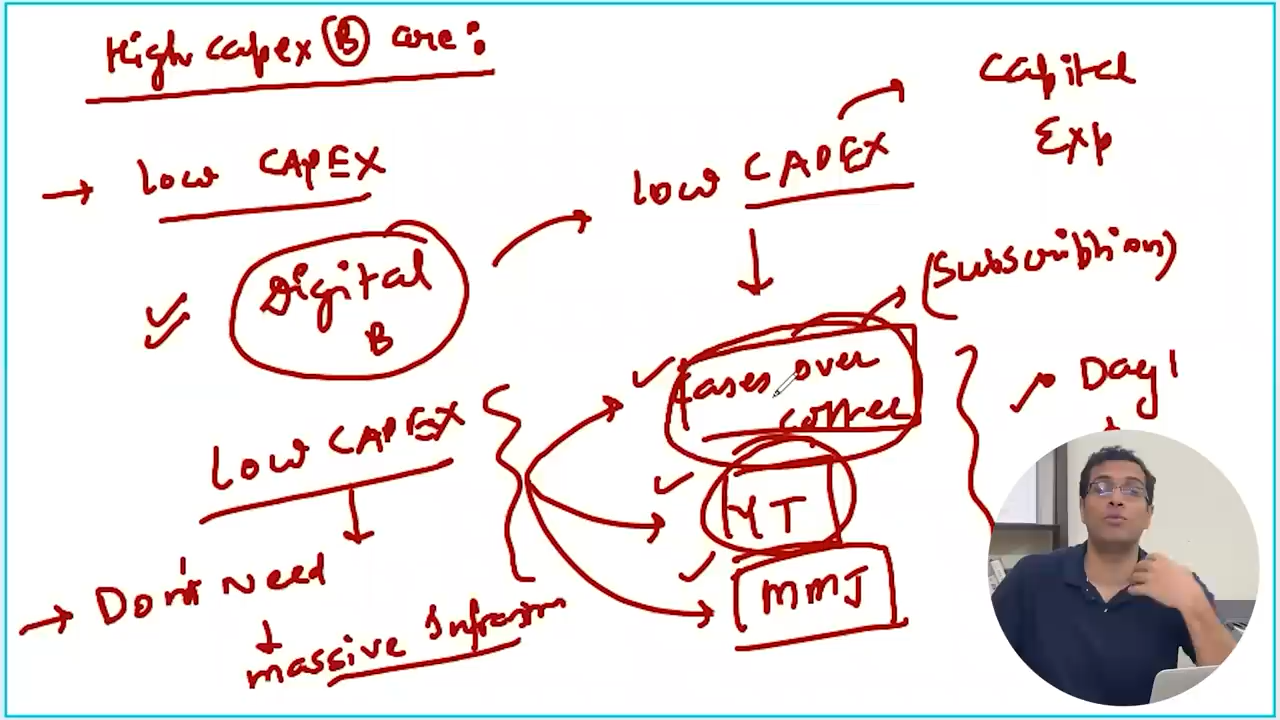 High Capex B are:
Low CAPEX
Digital
B
Low CAPEX
Don't Need
massive
Low CAPEX
Capital
Exp
(Subscription)
Cases over
coffee
YT
MMJ
Day 1